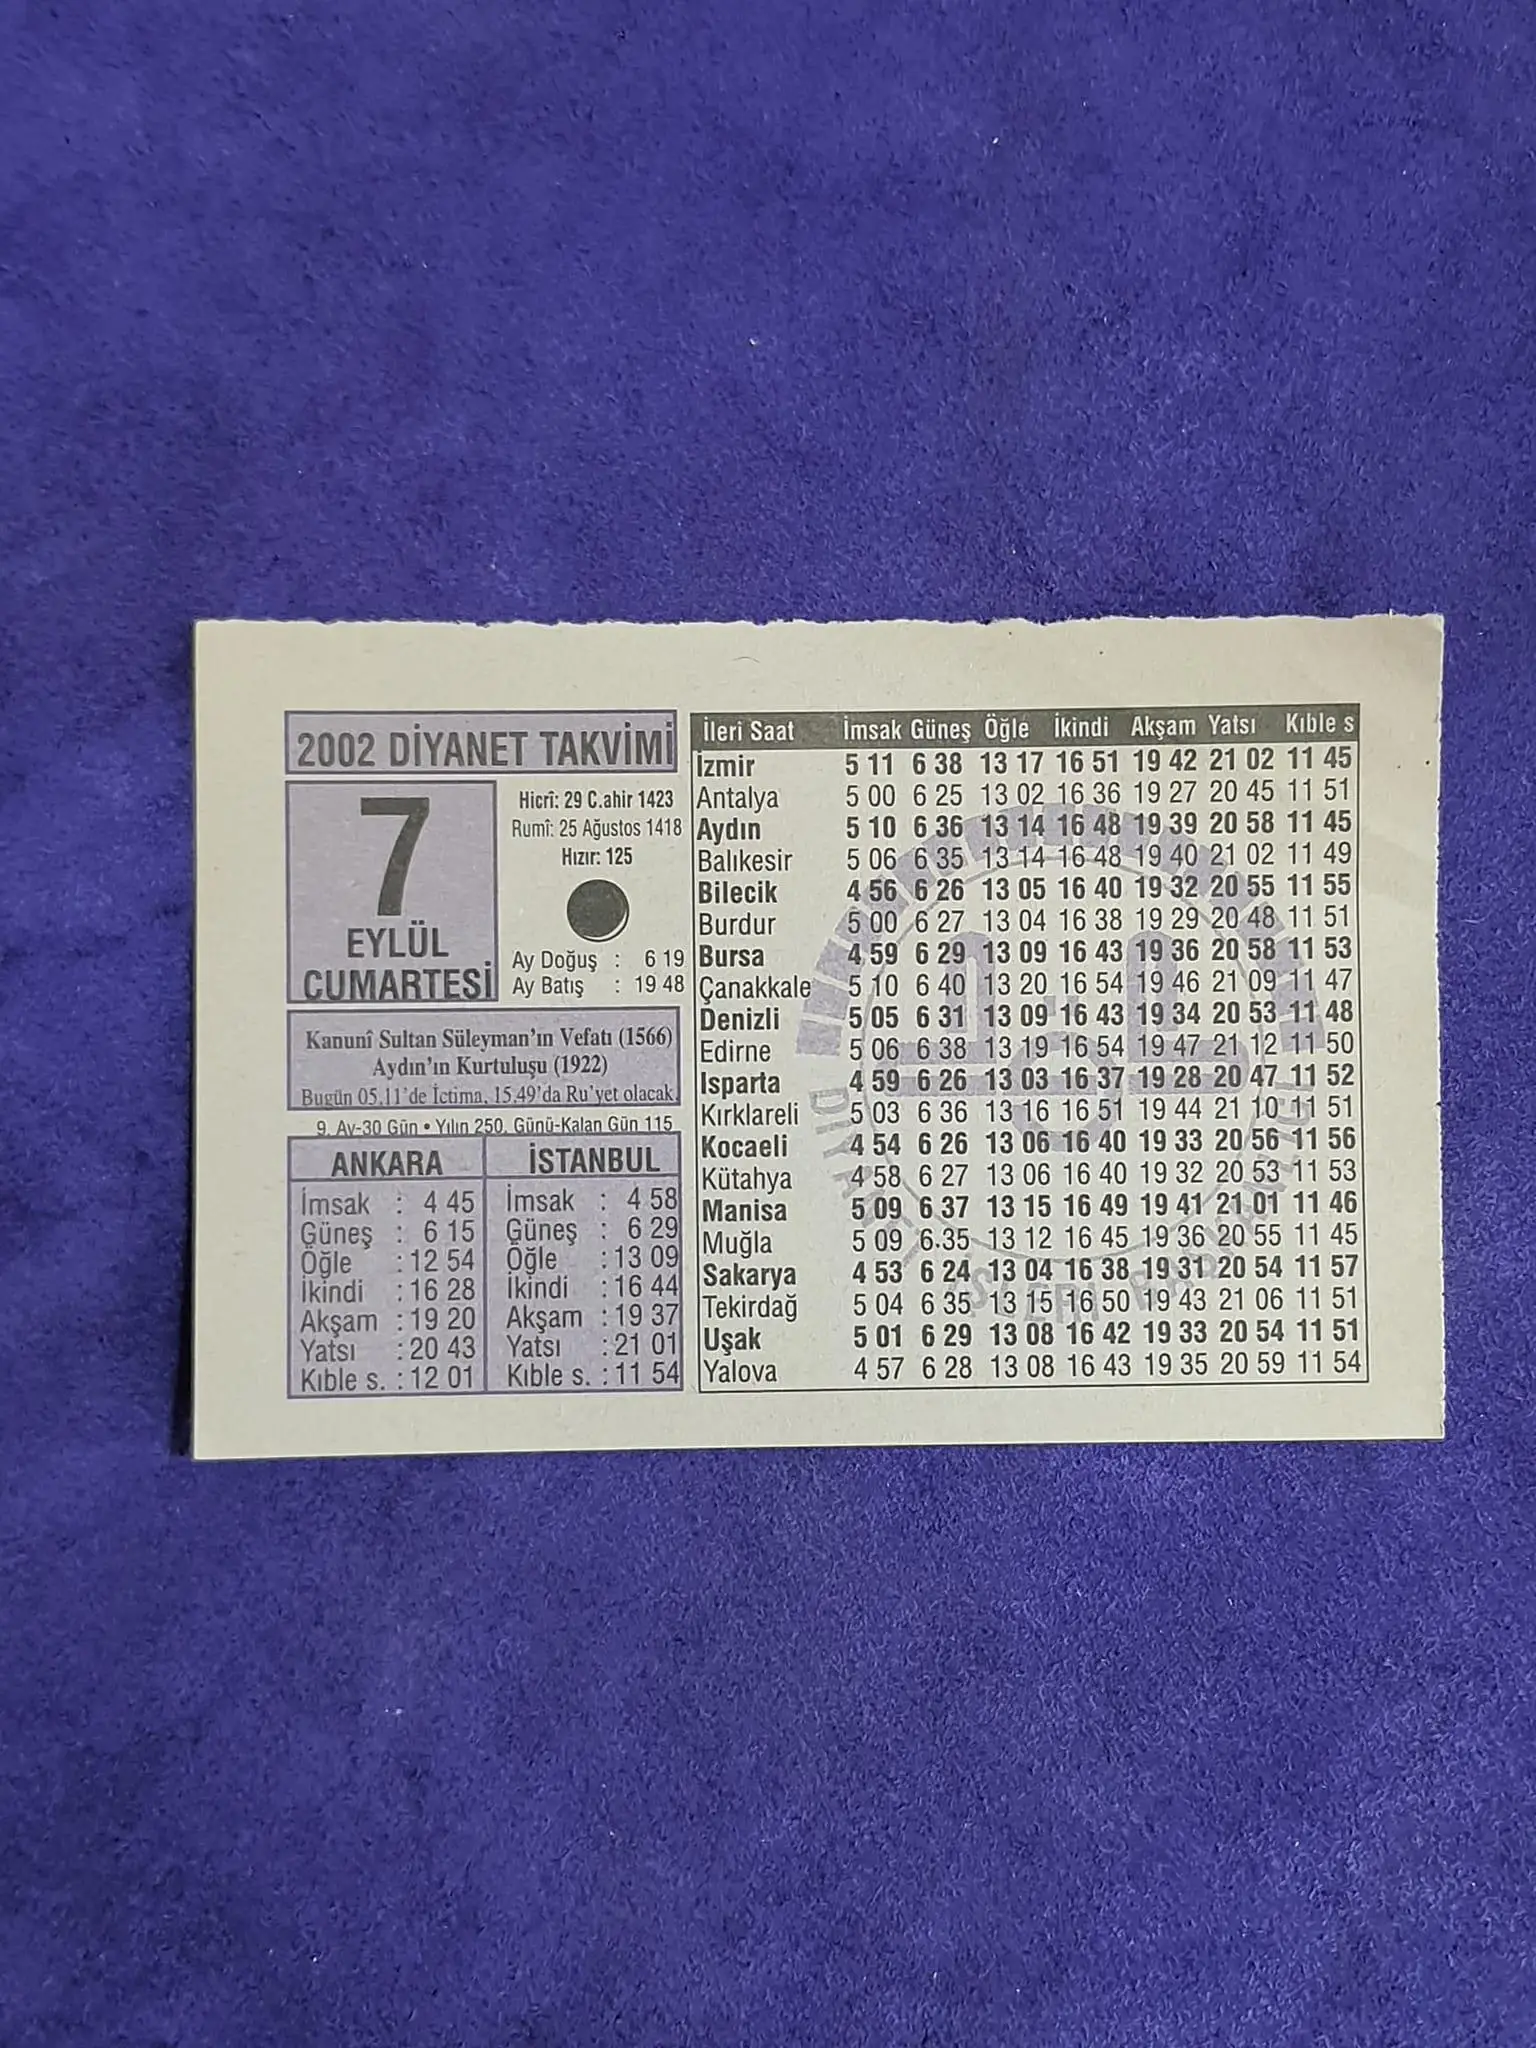 2002 DİYANET TAKVİMİ
7
EYLÜL
CUMARTESİ
Hicrî: 29 C.ahir 1423
Rumî: 25 Ağustos 1418
Hızır: 125
Ay Doğuş : 6 19
Ay Batış : 19 48
Kanunî Sultan Süleyman'ın Vefatı (1566)
Aydın'ın Kurtuluşu (1922)
Bugün 05.11'de İctima, 15.49'da Ru'yet olacak
9. Ay-30 Gün • Yılın 250. Günü-Kalan Gün 115
ANKARA
İmsak : 4 45
Güneş : 6 15
Öğle : 12 54
İkindi : 16 28
Akşam : 19 20
Yatsı : 20 43
Kıble s. : 12 01
İSTANBUL
İmsak : 4 58
Güneş : 6 29
Öğle : 13 09
İkindi : 16 44
Akşam : 19 37
Yatsı : 21 01
Kıble s. : 11 54
İleri Saat İmsak Güneş Öğle İkindi Akşam Yatsı Kıble s
İzmir 5 11 6 38 13 17 16 51 19 42 21 02 11 45
Antalya 5 00 6 25 13 02 16 36 19 27 20 45 11 51
Aydın 5 10 6 36 13 14 16 48 19 39 20 58 11 45
Balıkesir 5 06 6 35 13 14 16 48 19 40 21 02 11 49
Bilecik 4 56 6 26 13 05 16 40 19 32 20 55 11 55
Burdur 5 00 6 27 13 04 16 38 19 29 20 48 11 51
Bursa 4 59 6 29 13 09 16 43 19 36 20 58 11 53
Çanakkale 5 10 6 40 13 20 16 54 19 46 21 09 11 47
Denizli 5 05 6 31 13 09 16 43 19 34 20 53 11 48
Edirne 5 06 6 38 13 19 16 54 19 47 21 12 11 50
Isparta 4 59 6 26 13 03 16 37 19 28 20 47 11 52
Kırklareli 5 03 6 36 13 16 16 51 19 44 21 10 11 51
Kocaeli 4 54 6 26 13 06 16 40 19 33 20 56 11 56
Kütahya 4 58 6 27 13 06 16 40 19 32 20 53 11 53
Manisa 5 09 6 37 13 15 16 49 19 41 21 01 11 46
Muğla 5 09 6.35 13 12 16 45 19 36 20 55 11 45
Sakarya 4 53 6 24 13 04 16 38 19 31 20 54 11 57
Tekirdağ 5 04 6 35 13 15 16 50 19 43 21 06 11 51
Uşak 5 01 6 29 13 08 16 42 19 33 20 54 11 51
Yalova 4 57 6 28 13 08 16 43 19 35 20 59 11 54